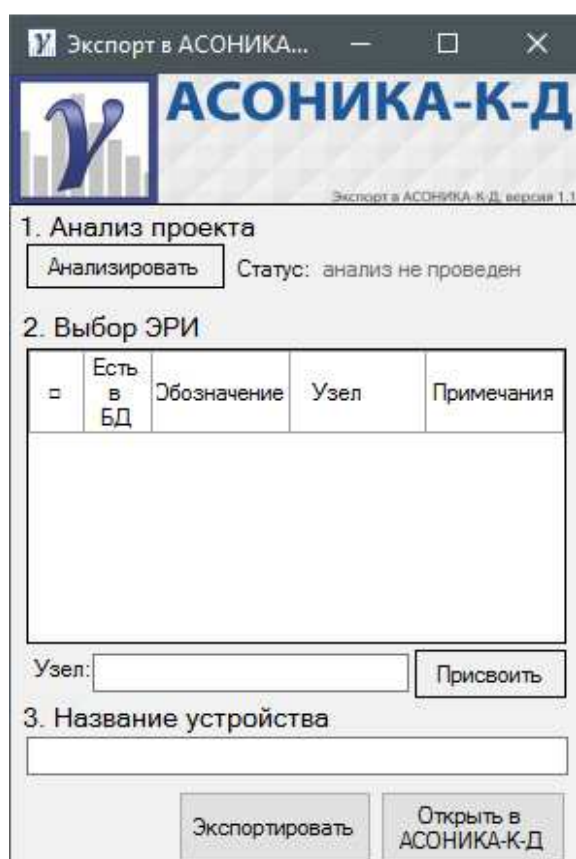 Экспорт в АСОНИКА...
γ АСОНИКА-К-Д
Экспорт в АСОНИКА-К-Д, версия 1.1
1. Анализ проекта
Анализировать Статус: анализ не проведен
2. Выбор ЭРИ
Есть в БД Обозначение Узел Примечания
Узел: Присвоить
3. Название устройства
Экспортировать Открыть в АСОНИКА-К-Д